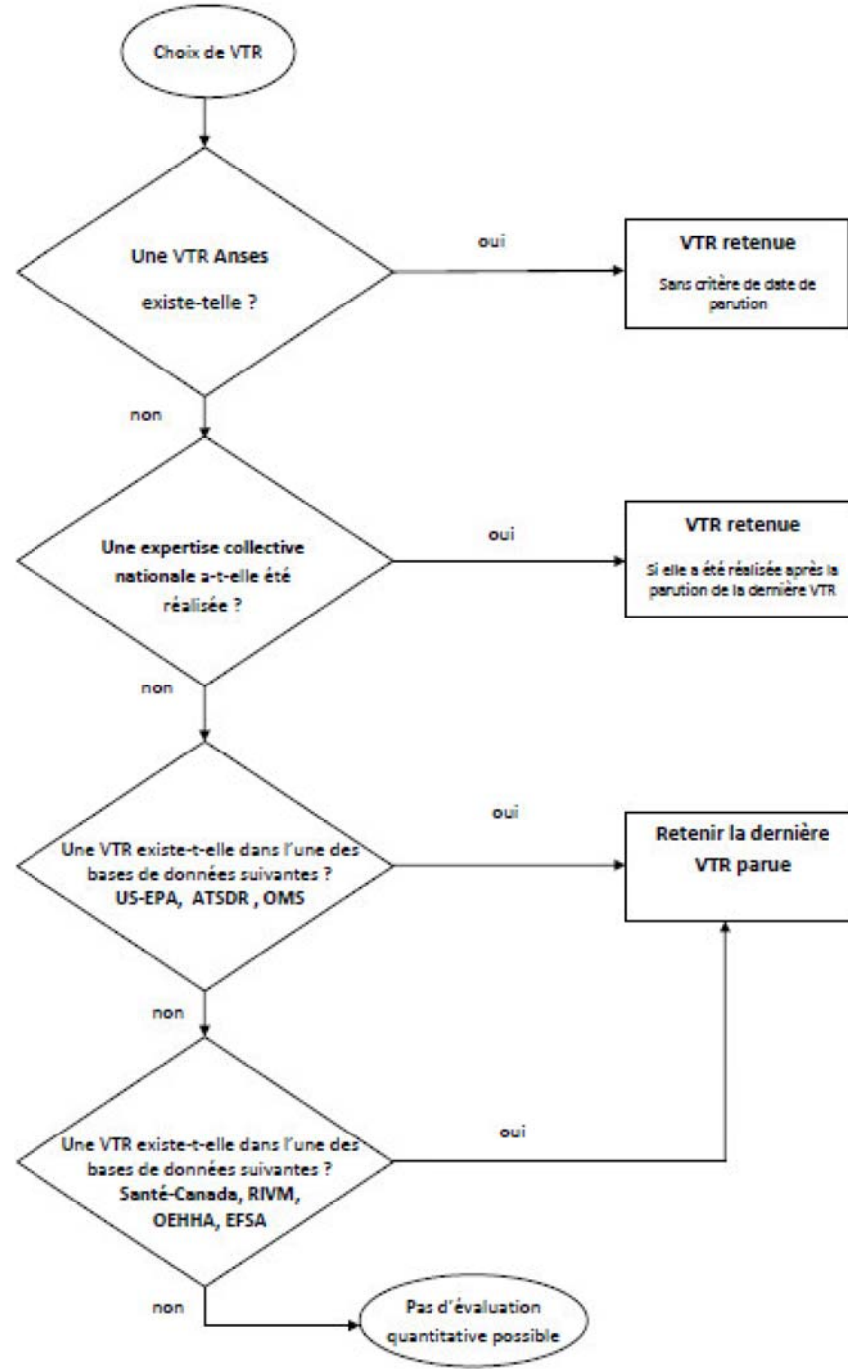 Choix de VTR
Une VTR Anses
existe-telle ?
oui
VTR retenue
Sans critère de date de
parution
non
Une expertise collective
nationale a-t-elle été
réalisée ?
oui
VTR retenue
Si elle a été réalisée après la
parution de la dernière VTR
non
Une VTR existe-t-elle dans l'une des
bases de données suivantes ?
US-EPA, ATSDR , OMS
oui
Retenir la dernière
VTR parue
non
Une VTR existe-t-elle dans l'une des
bases de données suivantes ?
Santé-Canada, RIVM,
OEHHA, EFSA
oui
non
Pas d'évaluation
quantitative possible